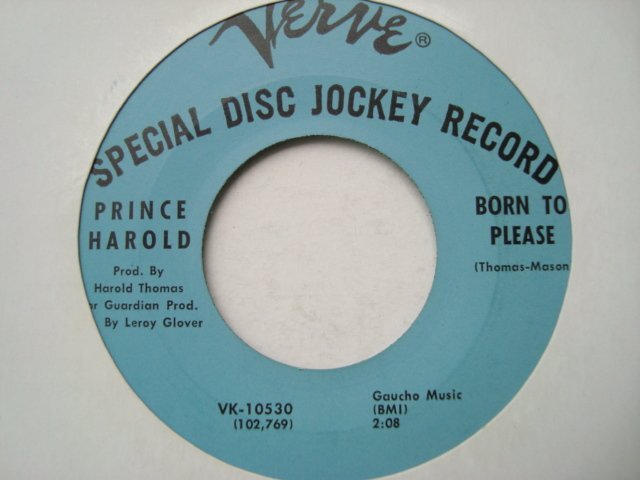 Verve®
SPECIAL DISC JOCKEY RECORD
PRINCE
HAROLD
BORN TO
PLEASE
(Thomas-Mason
Prod. By
Harold Thomas
Guardian Prod.
By Leroy Glover
VK-10530
(102,769)
Gaucho Music
(BMI)
2:08